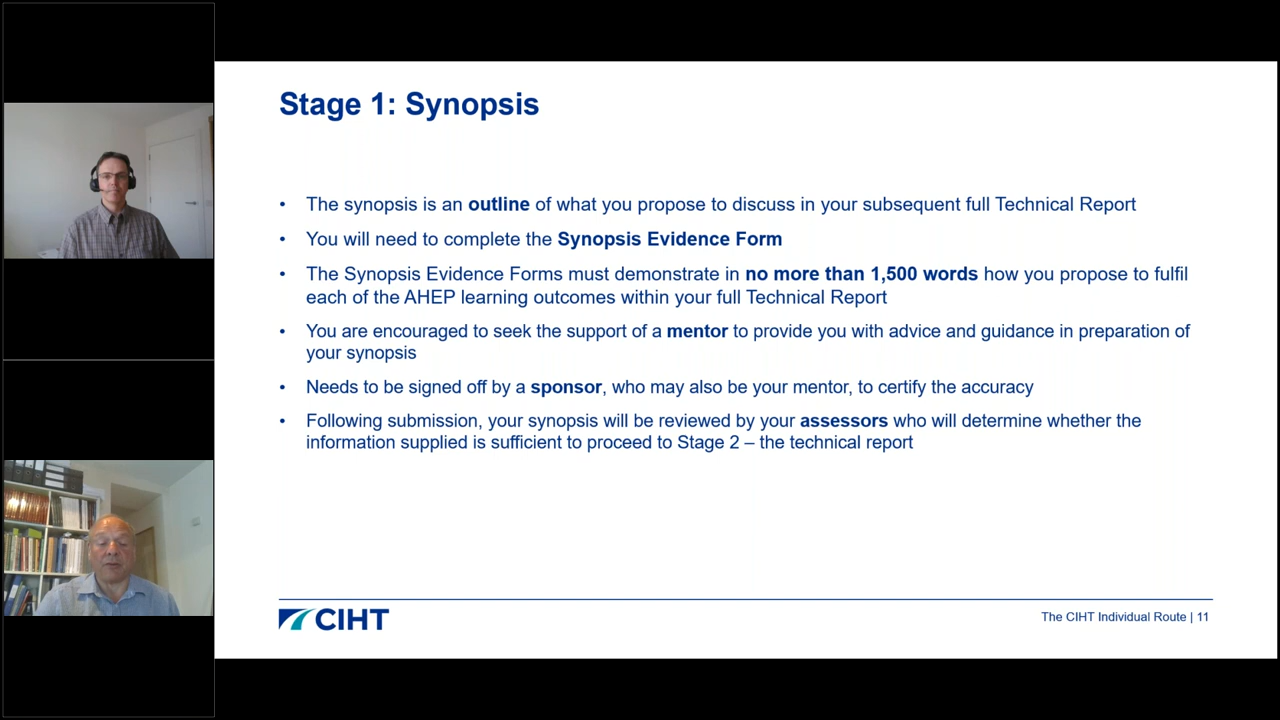 Stage 1: Synopsis
• The synopsis is an outline of what you propose to discuss in your subsequent full Technical Report
• You will need to complete the Synopsis Evidence Form
• The Synopsis Evidence Forms must demonstrate in no more than 1,500 words how you propose to fulfil
each of the AHEP learning outcomes within your full Technical Report
• You are encouraged to seek the support of a mentor to provide you with advice and guidance in preparation of
your synopsis
• Needs to be signed off by a sponsor, who may also be your mentor, to certify the accuracy
• Following submission, your synopsis will be reviewed by your assessors who will determine whether the
information supplied is sufficient to proceed to Stage 2 – the technical report
CIHT
The CIHT Individual Route | 11